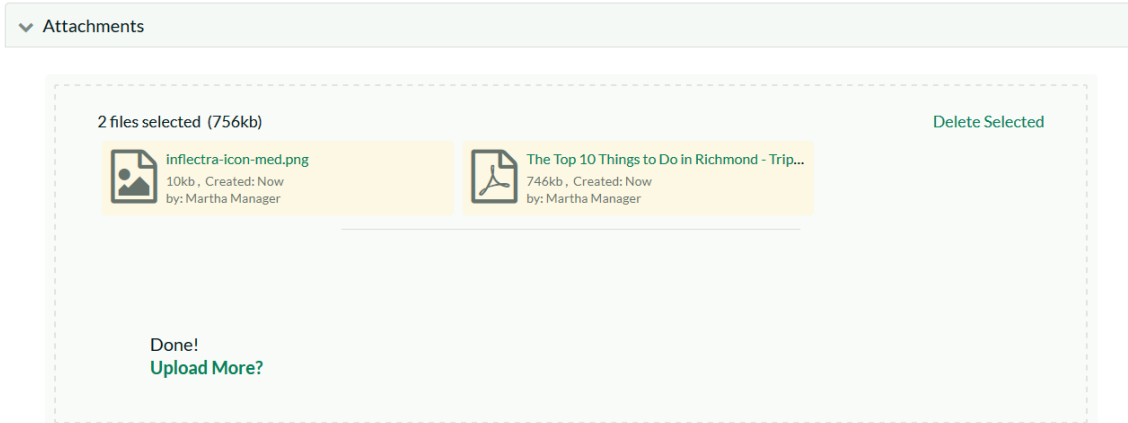 Attachments
2 files selected (756kb)
Delete Selected
inflectra-icon-med.png
10kb , Created: Now
by: Martha Manager
The Top 10 Things to Do in Richmond - Trip...
746kb , Created: Now
by: Martha Manager
Done!
Upload More?